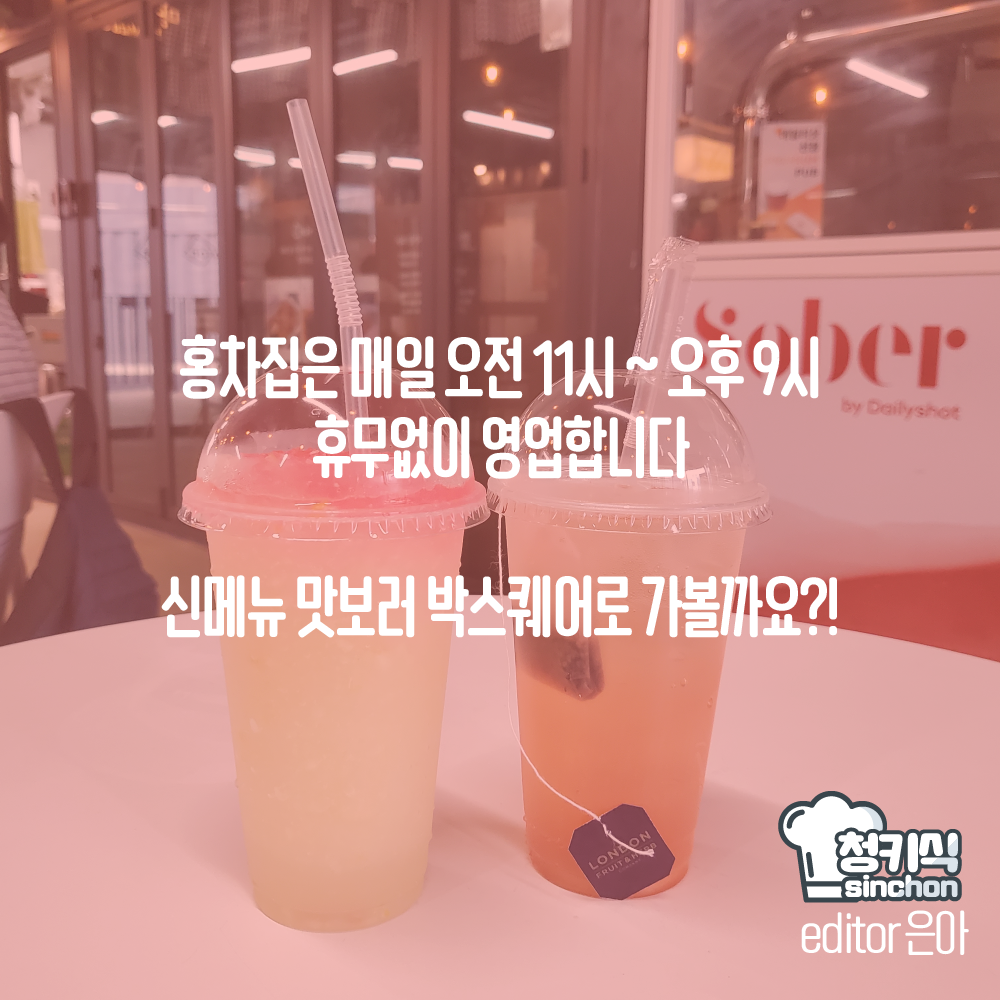 홍차집은 매일 오전 11시 ~ 오후 9시
휴무없이 영업합니다
신메뉴 맛보러 박스퀘어로 가볼까요?!
Sober
by Dailyshot
LONDON
FRUIT & HERB
청키식
sinchon
editor 은아